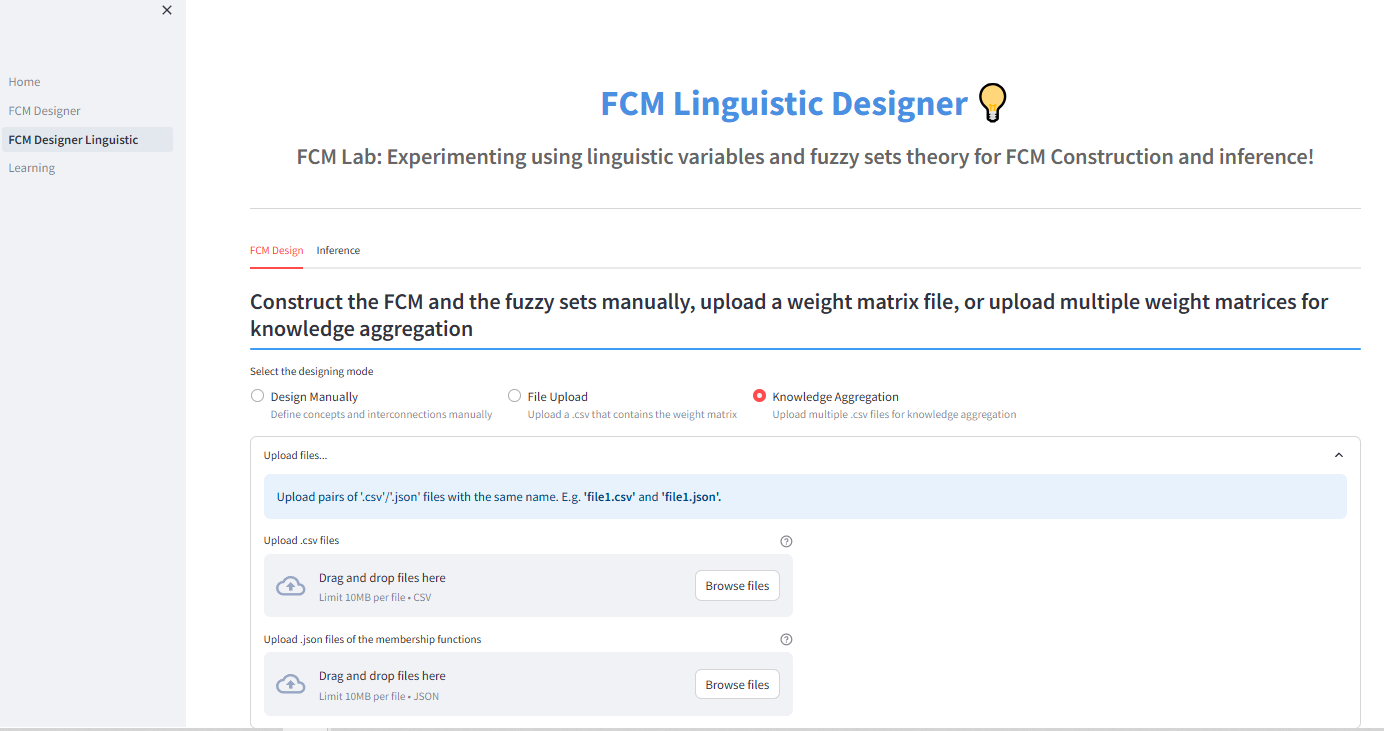 Home
FCM Designer
FCM Designer Linguistic
Learning
FCM Linguistic Designer
FCM Lab: Experimenting using linguistic variables and fuzzy sets theory for FCM Construction and inference!
FCM Design Inference
Construct the FCM and the fuzzy sets manually, upload a weight matrix file, or upload multiple weight matrices for
knowledge aggregation
Select the designing mode
Design Manually File Upload Knowledge Aggregation
Define concepts and interconnections manually Upload a .csv that contains the weight matrix Upload multiple .csv files for knowledge aggregation
Upload files...
Upload pairs of '.csv'/'.json' files with the same name. E.g. 'file1.csv' and 'file1.json'.
Upload .csv files
Drag and drop files here
Limit 10MB per file • CSV
Browse files
Upload .json files of the membership functions
Drag and drop files here
Limit 10MB per file • JSON
Browse files